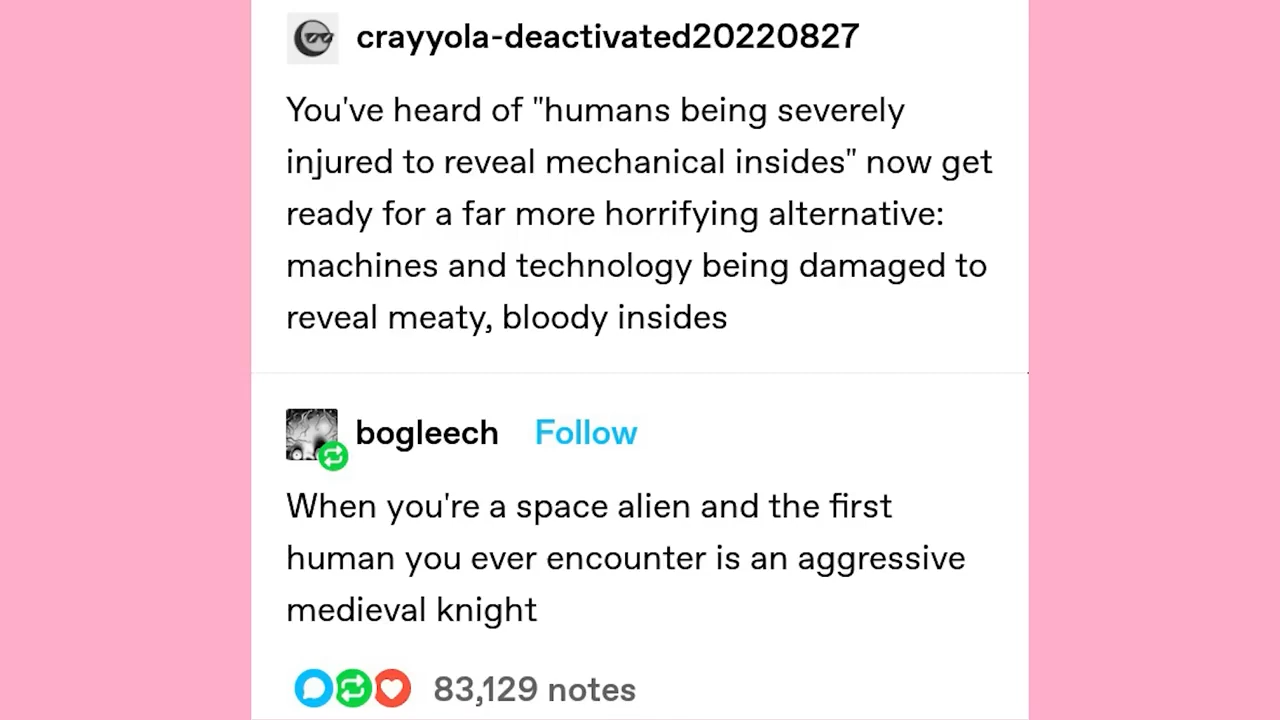 crayyola-deactivated20220827
You've heard of "humans being severely
injured to reveal mechanical insides" now get
ready for a far more horrifying alternative:
machines and technology being damaged to
reveal meaty, bloody insides
bogleech Follow
When you're a space alien and the first
human you ever encounter is an aggressive
medieval knight
83,129 notes